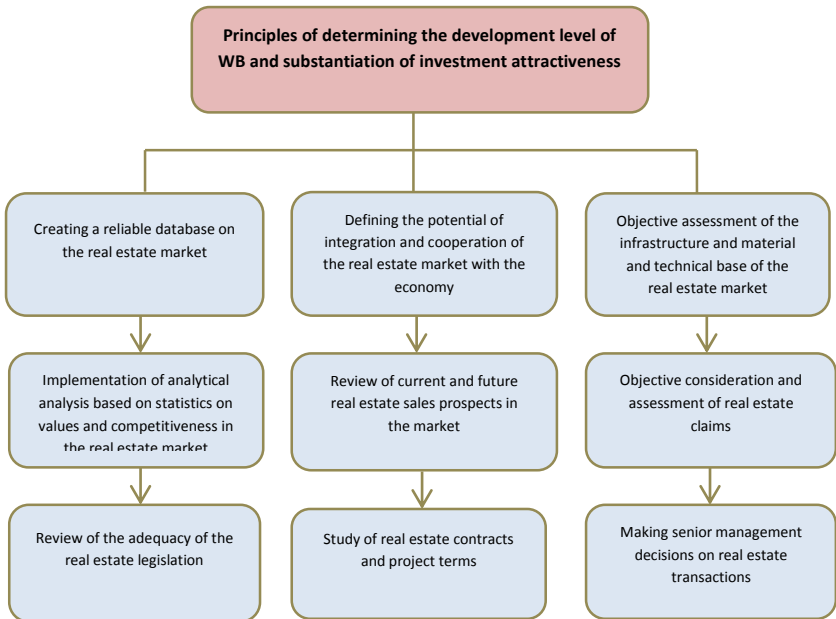 Principles of determining the development level of
WB and substantiation of investment attractiveness
Creating a reliable database on
the real estate market
Defining the potential of
integration and cooperation of
the real estate market with the
economy
Objective assessment of the
infrastructure and material
and technical base of the
real estate market
Implementation of analytical
analysis based on statistics on
values and competitiveness in
the real estate market
Review of current and future
real estate sales prospects in
the market
Objective consideration and
assessment of real estate
claims
Review of the adequacy of the
real estate legislation
Study of real estate contracts
and project terms
Making senior management
decisions on real estate
transactions